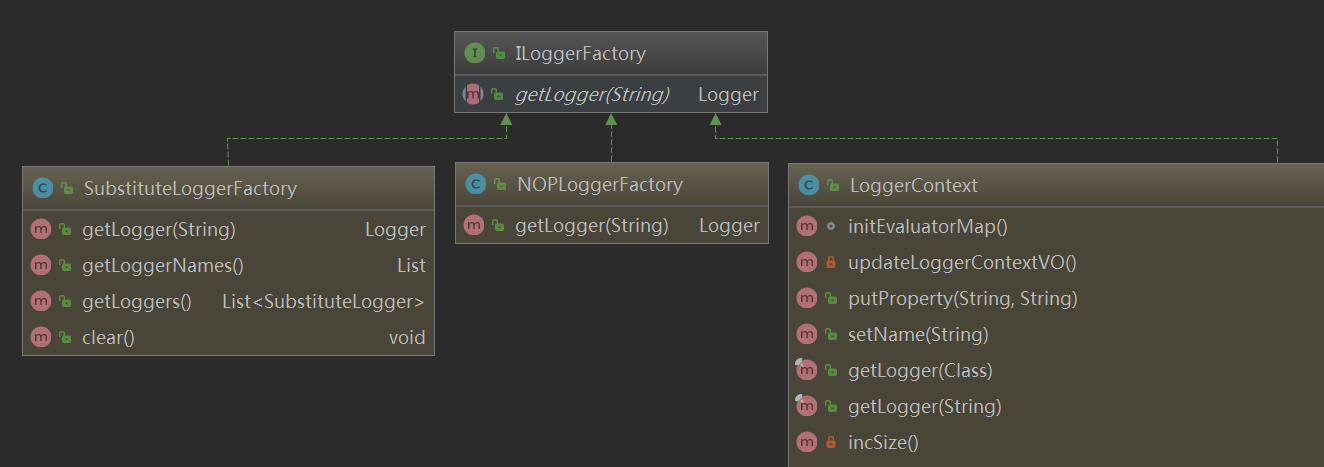 I ILoggerFactory
m getLogger(String) Logger
C SubstituteLoggerFactory
m getLogger(String) Logger
m getLoggerNames() List
m getLoggers() List<SubstituteLogger>
m clear() void
C NOPLoggerFactory
m getLogger(String) Logger
C LoggerContext
m initEvaluatorMap()
m updateLoggerContextVO()
m putProperty(String, String)
m setName(String)
m getLogger(Class)
m getLogger(String)
m incSize()